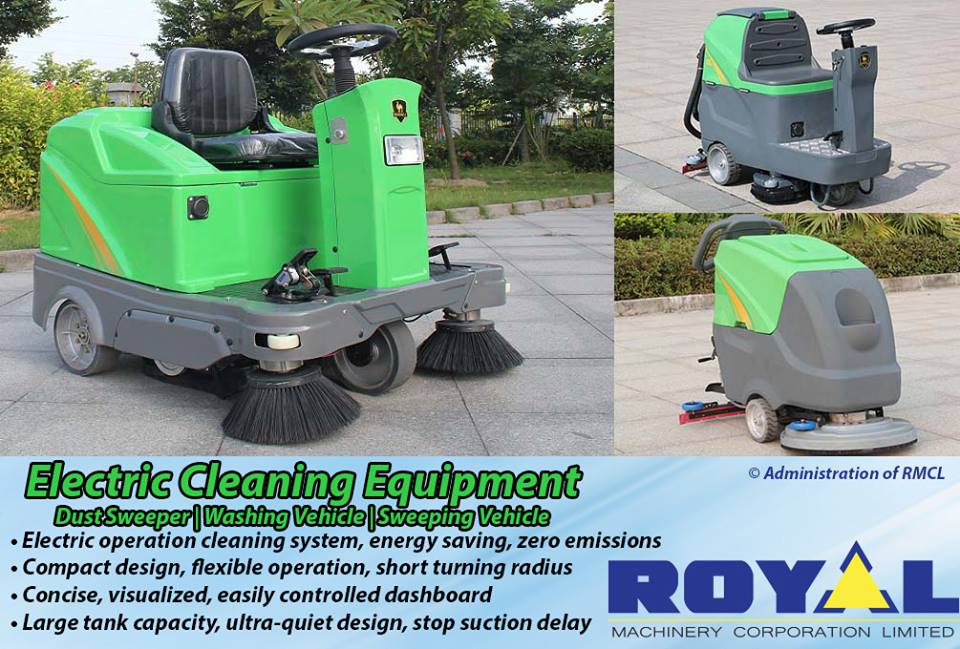 Electric Cleaning Equipment
Dust Sweeper | Washing Vehicle | Sweeping Vehicle
• Electric operation cleaning system, energy saving, zero emissions
• Compact design, flexible operation, short turning radius
• Concise, visualized, easily controlled dashboard
• Large tank capacity, ultra-quiet design, stop suction delay
© Administration of RMCL
ROYAL
MACHINERY CORPORATION LIMITED